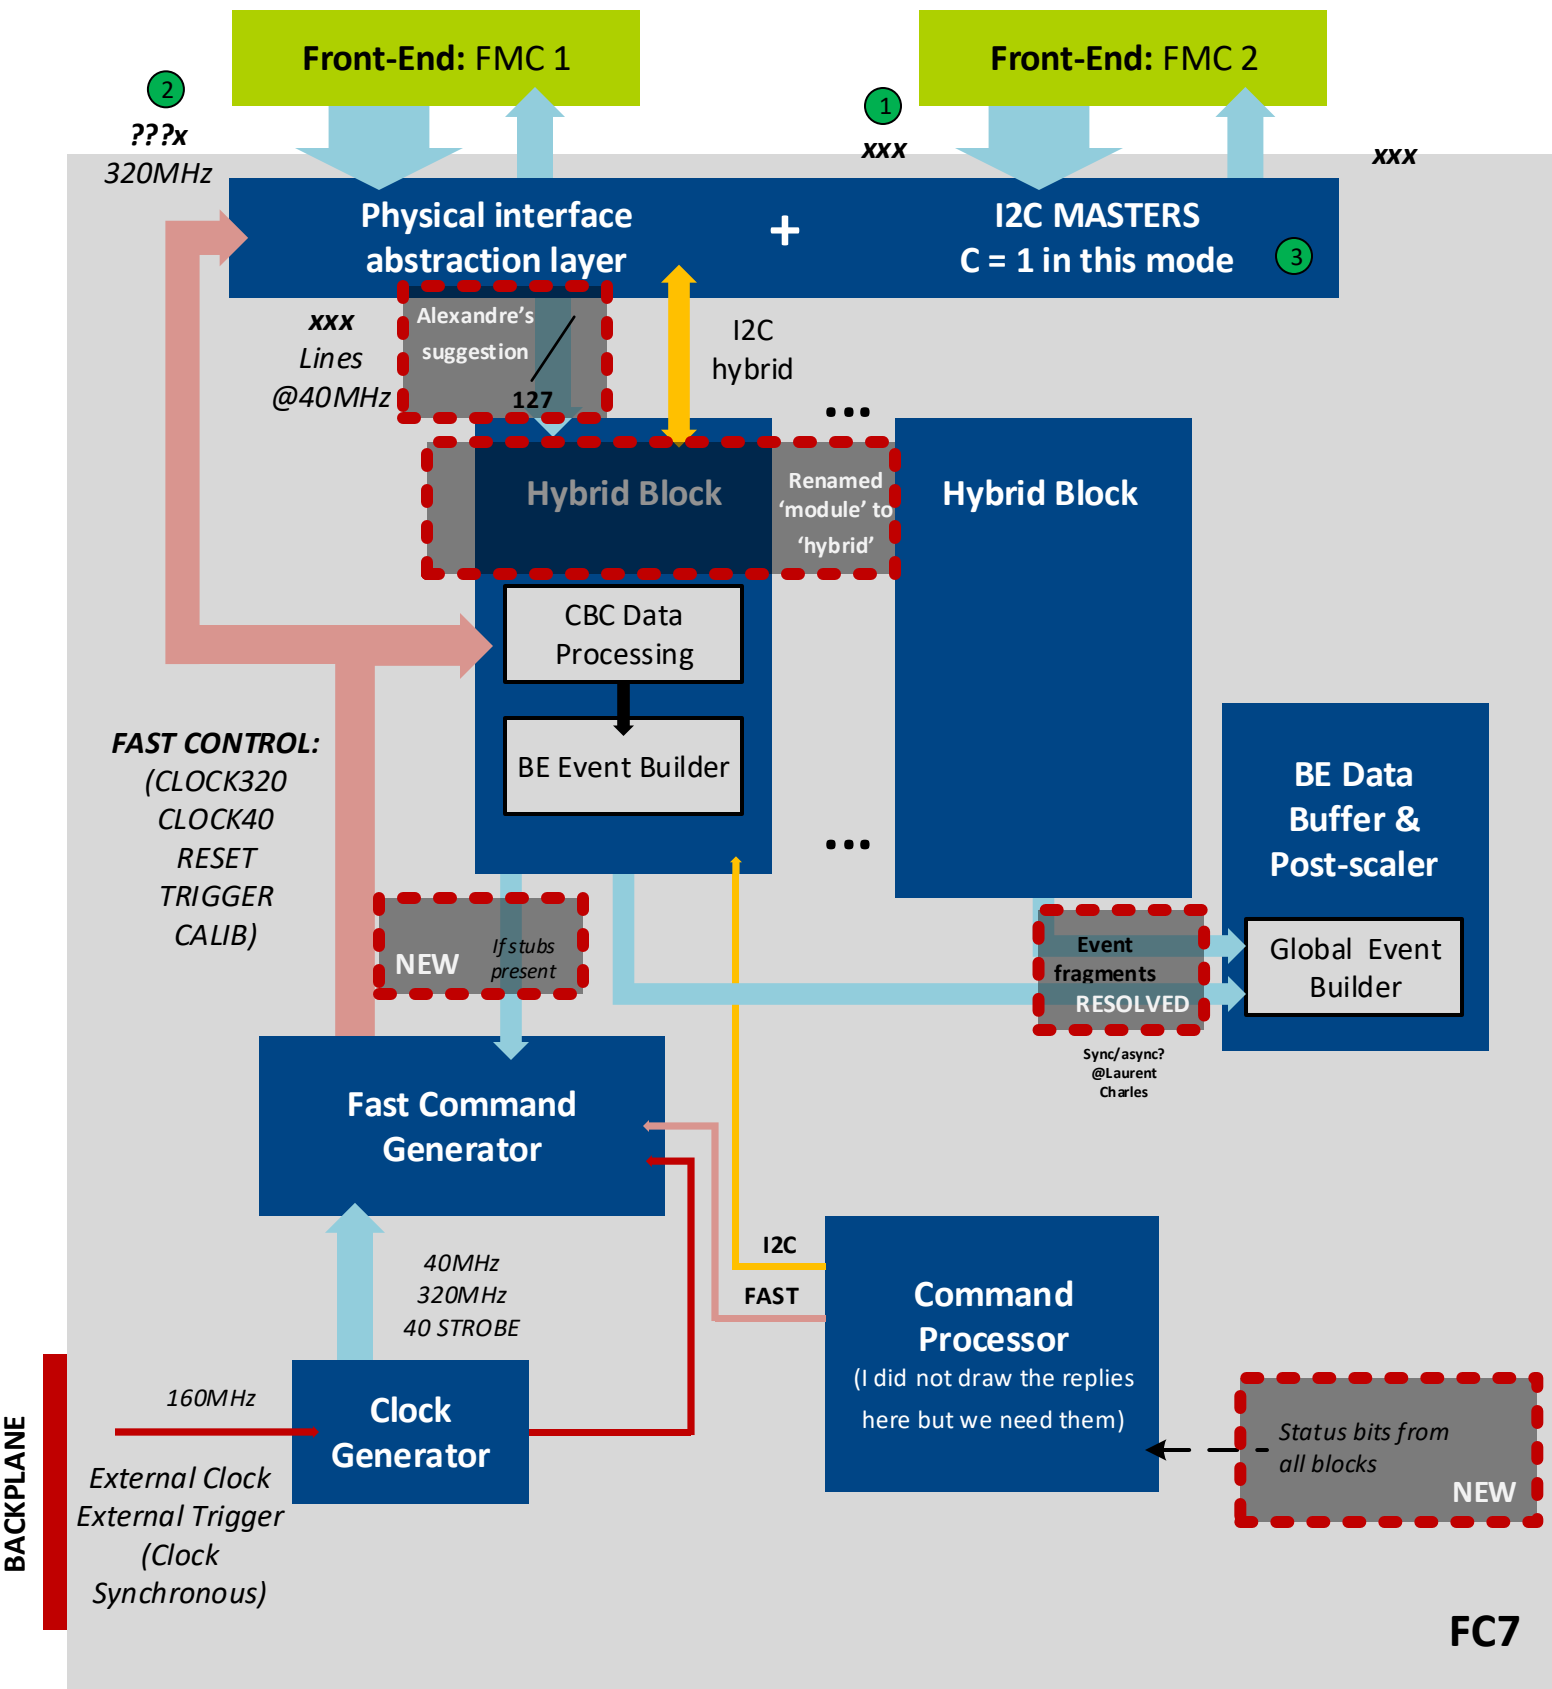 Front-End: FMC 1
Front-End: FMC 2
2
???x
320MHz
1
xxx
xxx
Physical interface
abstraction layer
+
I2C MASTERS
C = 1 in this mode
3
xxx
Lines
@40MHz
Alexandre’s
suggestion
127
I2C
hybrid
...
Hybrid Block
Renamed
‘module’ to
‘hybrid’
Hybrid Block
CBC Data
Processing
BE Event Builder
...
FAST CONTROL:
(CLOCK320
CLOCK40
RESET
TRIGGER
CALIB)
BE Data
Buffer &
Post-scaler
Global Event
Builder
NEW
If stubs
present
Event
fragments
RESOLVED
Sync/async?
@Laurent
Charles
Fast Command
Generator
40MHz
320MHz
40 STROBE
I2C
FAST
Command
Processor
(I did not draw the replies
here but we need them)
160MHz
Clock
Generator
Status bits from
all blocks
NEW
BACKPLANE
External Clock
External Trigger
(Clock
Synchronous)
FC7